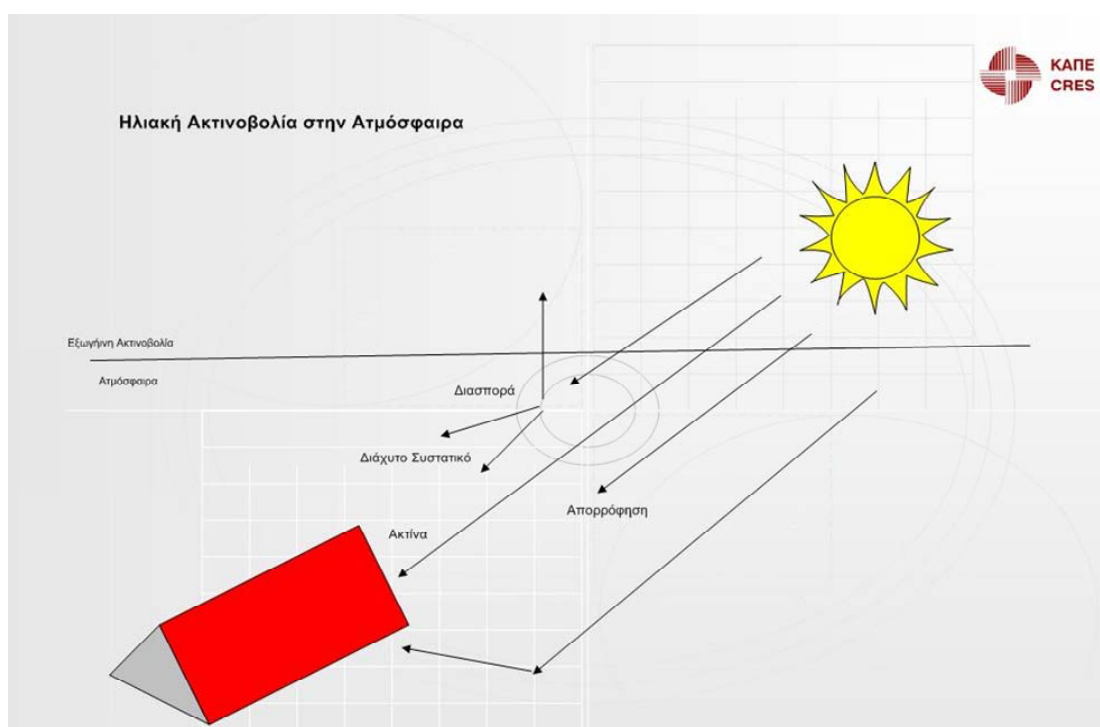 ΚΑΠΕ
CRES
Ηλιακή Ακτινοβολία στην Ατμόσφαιρα
Εξωγήινη Ακτινοβολία
Ατμόσφαιρα
Διασπορά
Διάχυτο Συστατικό
Απορρόφηση
Ακτίνα